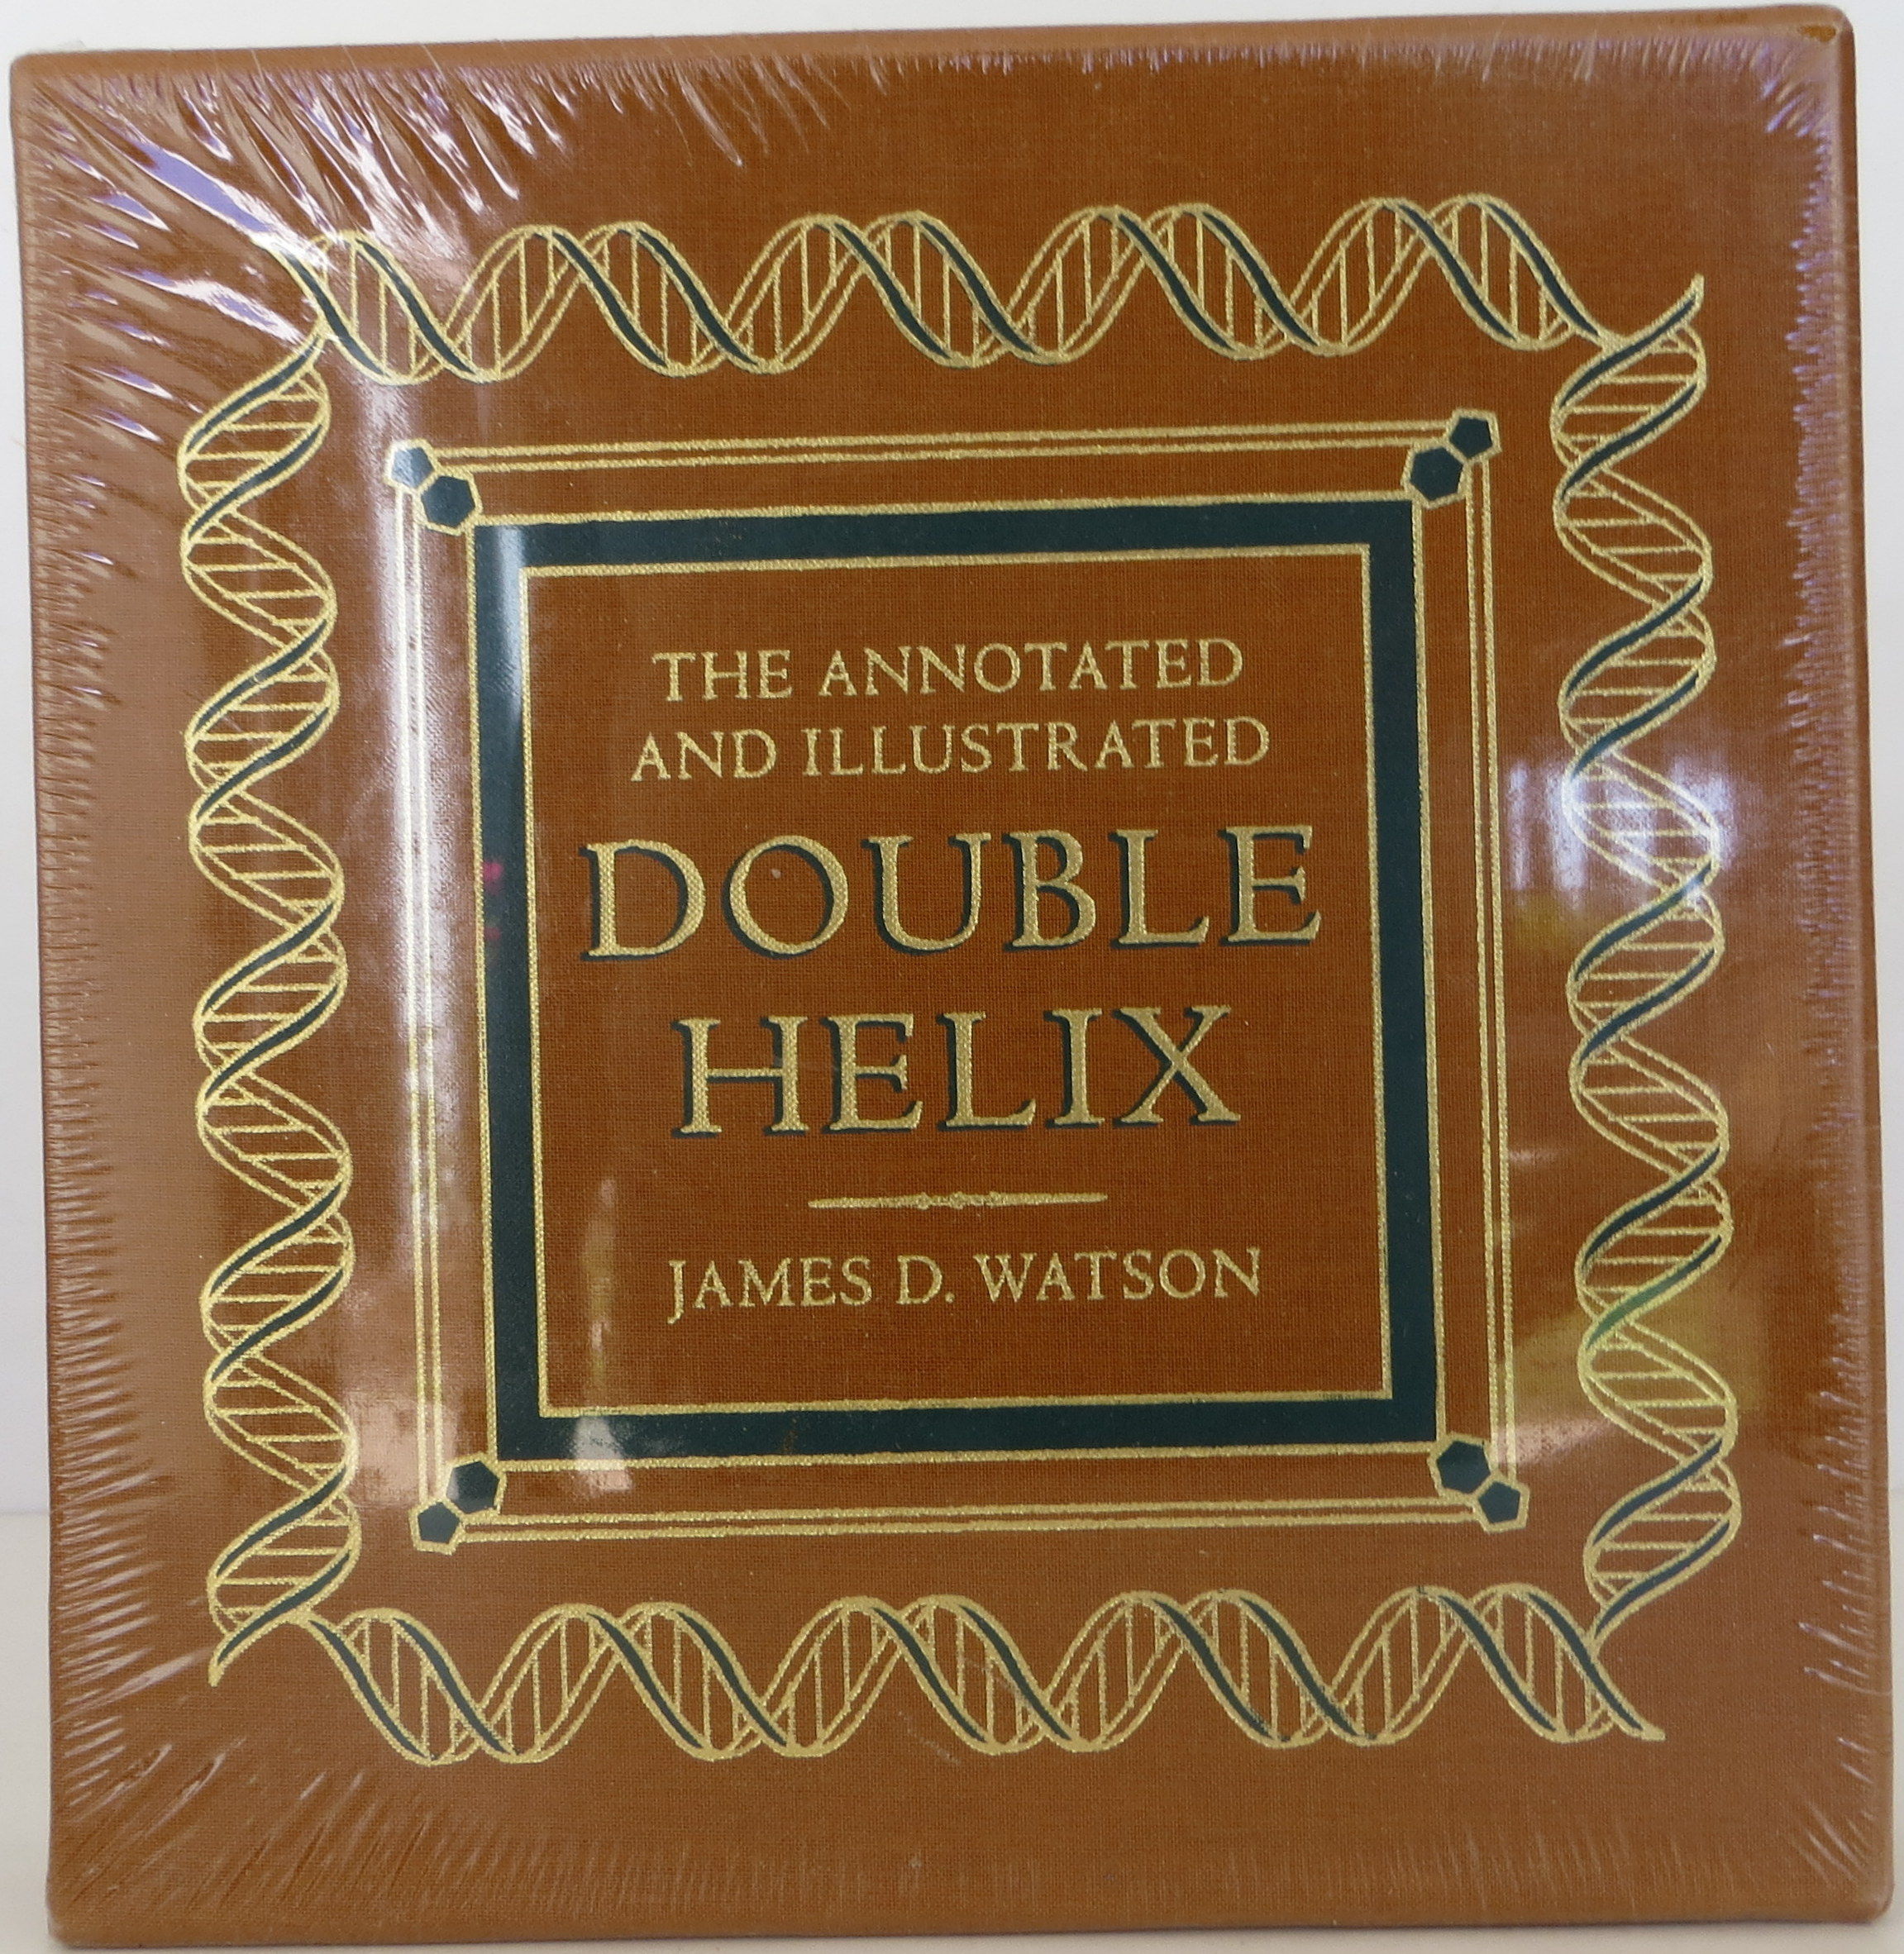 THE ANNOTATED
AND ILLUSTRATED
DOUBLE
HELIX
JAMES D. WATSON